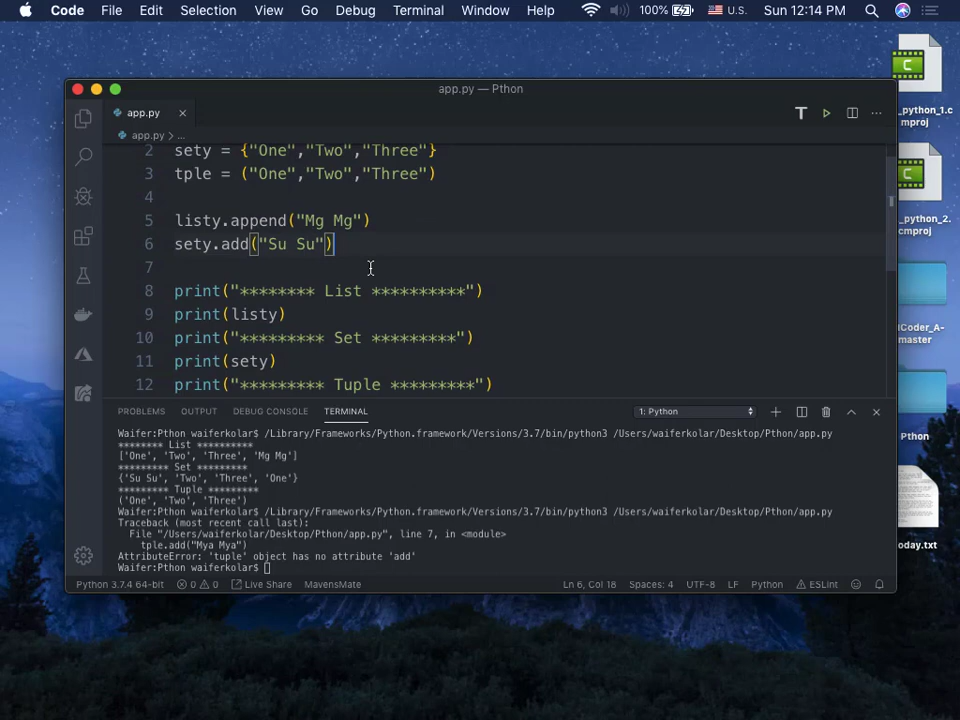 Code File Edit Selection View Go Debug Terminal Window Help 100% U.S. Sun 12:14 PM
app.py — Pthon
app.py
app.py > ...
2 sety = {"One","Two","Three"}
3 tple = ("One","Two","Three")
4
5 listy.append("Mg Mg")
6 sety.add("Su Su")
7
8 print("******** List **********")
9 print(listy)
10 print("********* Set *********")
11 print(sety)
12 print("********* Tuple *********")
PROBLEMS OUTPUT DEBUG CONSOLE TERMINAL 1: Python
Waifer:Pthon waiferkolar$ /Library/Frameworks/Python.framework/Versions/3.7/bin/python3 /Users/waiferkolar/Desktop/Pthon/app.py
******** List **********
['One', 'Two', 'Three', 'Mg Mg']
********* Set *********
{'Su Su', 'Two', 'Three', 'One'}
********* Tuple *********
('One', 'Two', 'Three')
Waifer:Pthon waiferkolar$ /Library/Frameworks/Python.framework/Versions/3.7/bin/python3 /Users/waiferkolar/Desktop/Pthon/app.py
Traceback (most recent call last):
File "/Users/waiferkolar/Desktop/Pthon/app.py", line 7, in <module>
tple.add("Mya Mya")
AttributeError: 'tuple' object has no attribute 'add'
Waifer:Pthon waiferkolar$
Python 3.7.4 64-bit 0 0 Live Share MavensMate Ln 6, Col 18 Spaces: 4 UTF-8 LF Python ESLint
_python_1.c
mproj
_python_2.
cmproj
ICoder_A-
master
Pthon
oday.txt